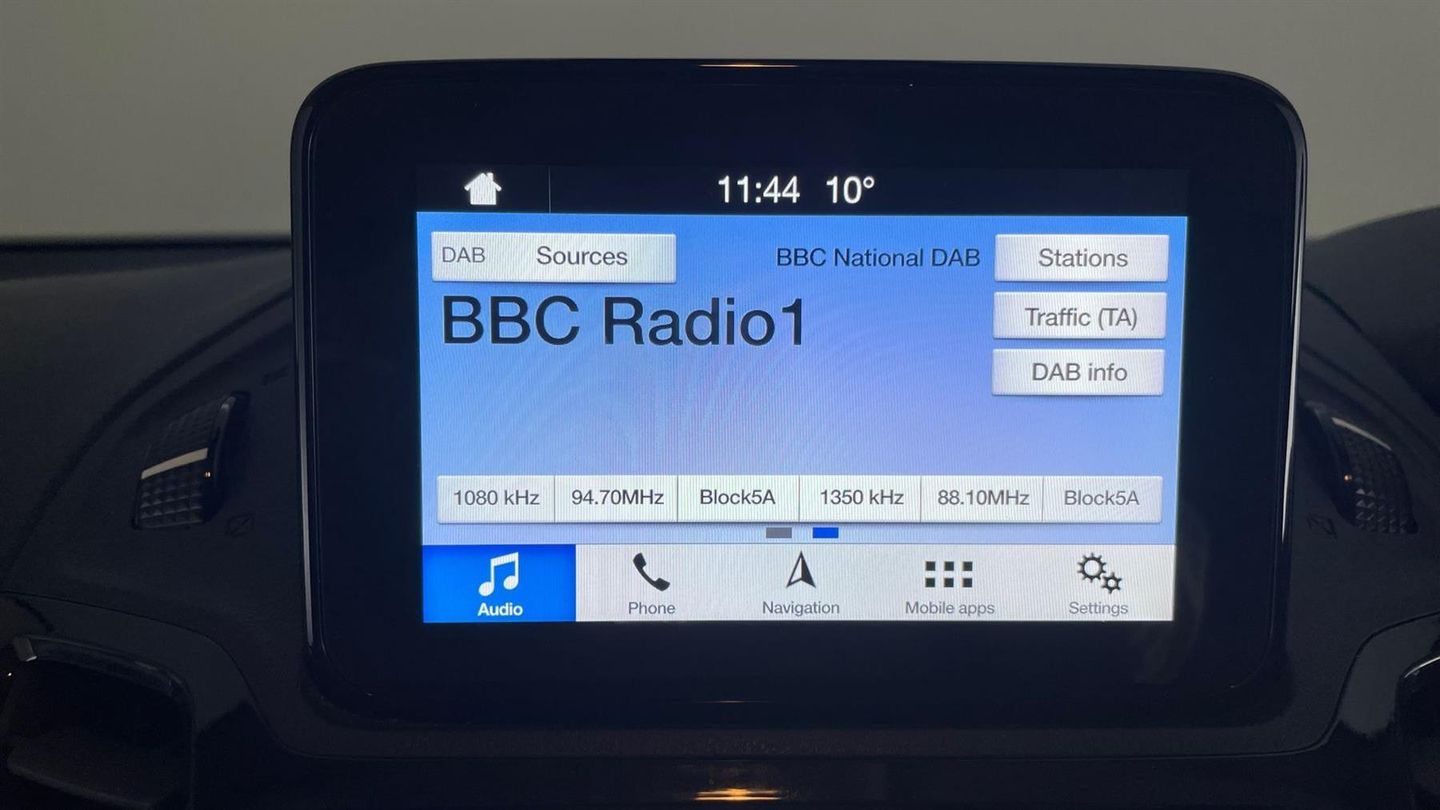 11:44 10°
DAB Sources BBC National DAB Stations
BBC Radio1
Traffic (TA)
DAB info
1080 kHz 94.70MHz Block5A 1350 kHz 88.10MHz Block5A
Audio Phone Navigation Mobile apps Settings